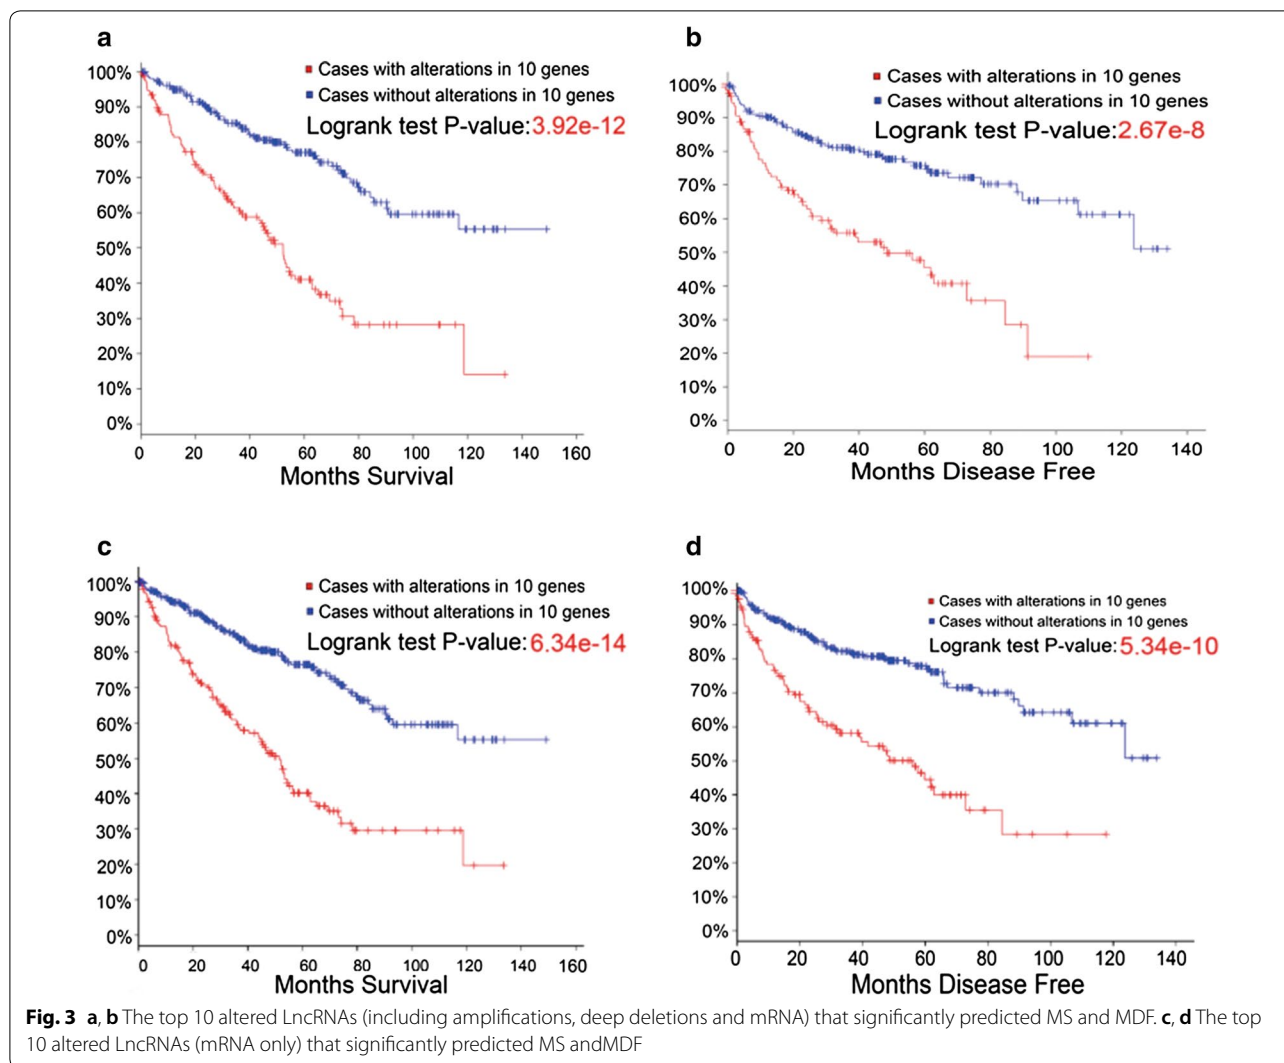 a
Cases with alterations in 10 genes
Cases without alterations in 10 genes
Logrank test P-value:3.92e-12
100%
90%
80%
70%
60%
50%
40%
30%
20%
10%
0%
0 20 40 60 80 100 120 140 160
Months Survival
b
Cases with alterations in 10 genes
Cases without alterations in 10 genes
Logrank test P-value:2.67e-8
100%
90%
80%
70%
60%
50%
40%
30%
20%
10%
0%
0 20 40 60 80 100 120 140
Months Disease Free
c
Cases with alterations in 10 genes
Cases without alterations in 10 genes
Logrank test P-value:6.34e-14
100%
90%
80%
70%
60%
50%
40%
30%
20%
10%
0%
0 20 40 60 80 100 120 140 160
Months Survival
d
Cases with alterations in 10 genes
Cases without alterations in 10 genes
Logrank test P-value:5.34e-10
100%
90%
80%
70%
60%
50%
40%
30%
20%
10%
0%
0 20 40 60 80 100 120 140
Months Disease Free
Fig. 3 a, b The top 10 altered LncRNAs (including amplifications, deep deletions and mRNA) that significantly predicted MS and MDF. c, d The top
10 altered LncRNAs (mRNA only) that significantly predicted MS andMDF